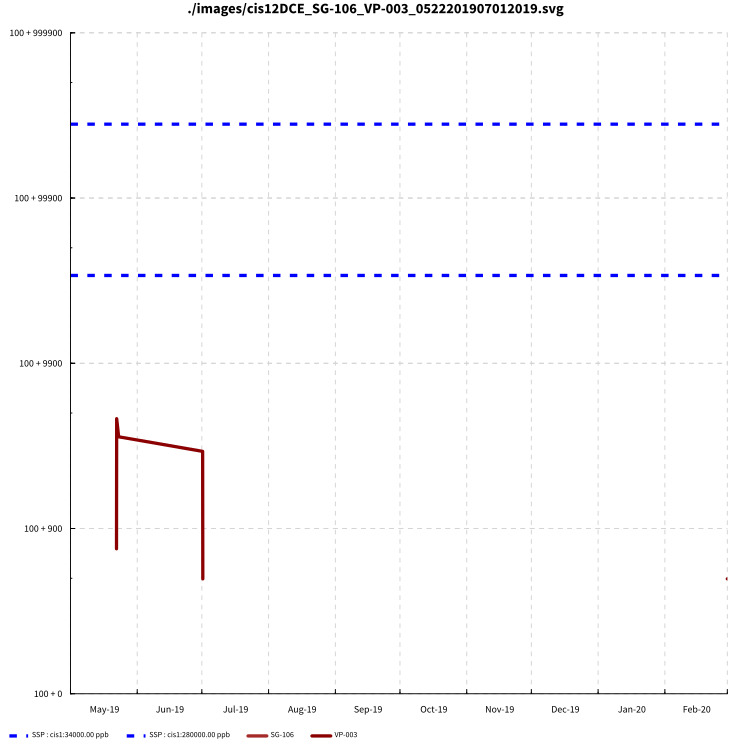 ./images/cis12DCE_SG-106_VP-003_0522201907012019.svg
100 + 999900
100 + 99900
100 + 9900
100 + 900
100 + 0
May-19 Jun-19 Jul-19 Aug-19 Sep-19 Oct-19 Nov-19 Dec-19 Jan-20 Feb-20
SSP : cis1:34000.00 ppb SSP : cis1:280000.00 ppb SG-106 VP-003